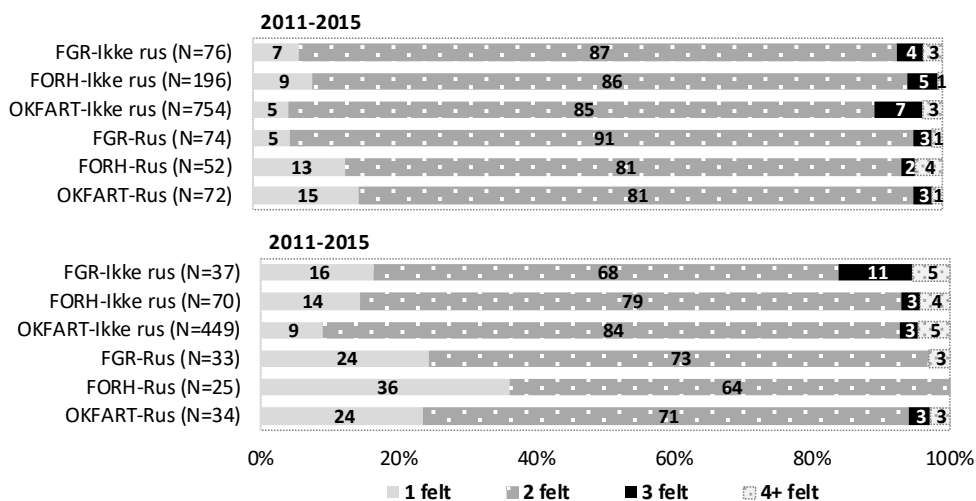 2011-2015
FGR-Ikke rus (N=76) 7 87 4 3
FORH-Ikke rus (N=196) 9 86 5 1
OKFART-Ikke rus (N=754) 5 85 7 3
FGR-Rus (N=74) 5 91 3 1
FORH-Rus (N=52) 13 81 2 4
OKFART-Rus (N=72) 15 81 3 1
2011-2015
FGR-Ikke rus (N=37) 16 68 11 5
FORH-Ikke rus (N=70) 14 79 3 4
OKFART-Ikke rus (N=449) 9 84 3 5
FGR-Rus (N=33) 24 73 3
FORH-Rus (N=25) 36 64
OKFART-Rus (N=34) 24 71 3 3
0% 20% 40% 60% 80% 100%
1 felt 2 felt 3 felt 4+ felt